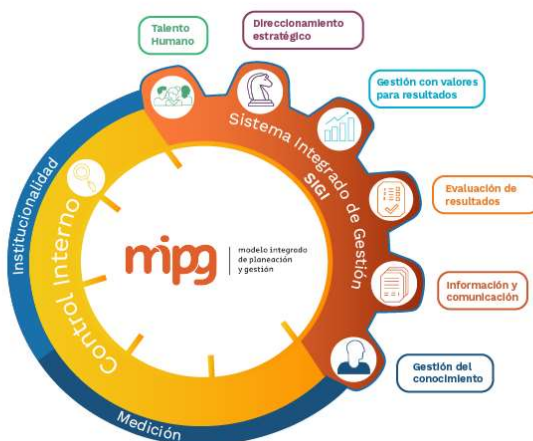 Talento
Humano
Direccionamiento
estratégico
Gestión con valores
para resultados
Evaluación de
resultados
Información y
comunicación
Gestión del
conocimiento
Sistema Integrado de Gestión
SIGI
Institucionalidad
Control Interno
Medición
mipg
modelo integrado
de planeación
y gestión